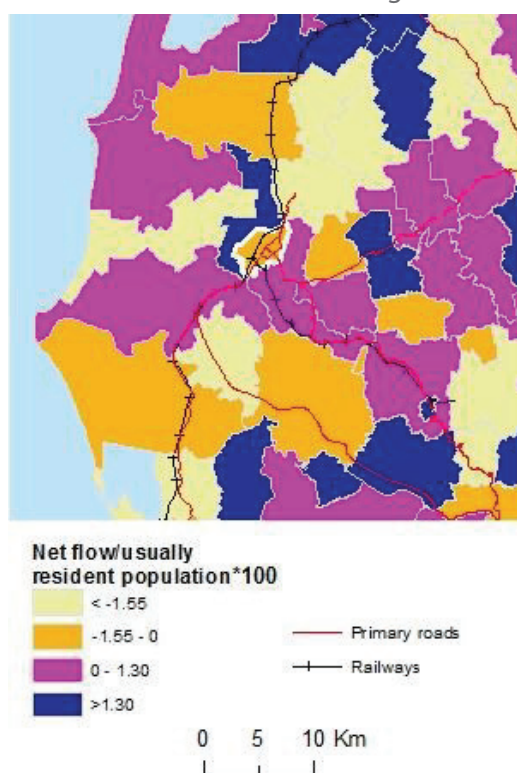 Net flow/usually
resident population*100
< -1.55
-1.55 - 0
0 - 1.30
>1.30
Primary roads
Railways
0 5 10 Km